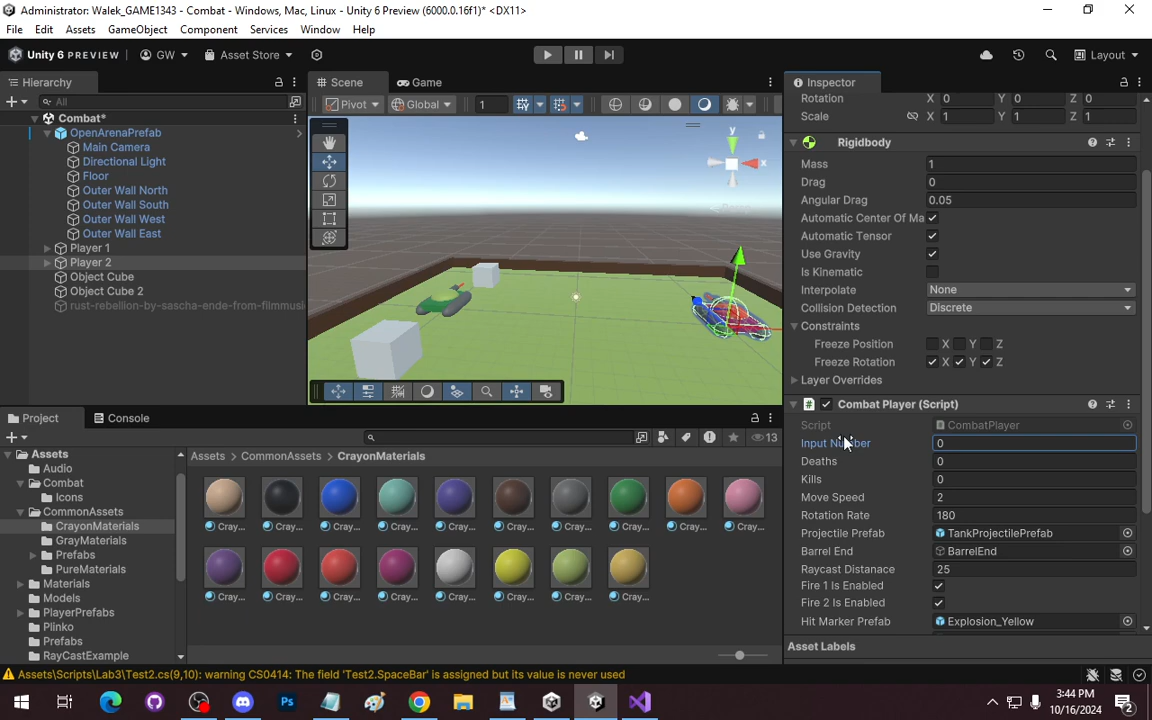 Administrator: Walek_GAME1343 - Combat - Windows, Mac, Linux - Unity 6 Preview (6000.0.16f1)* <DX11>
File Edit Assets GameObject Component Services Window Help
Unity 6 PREVIEW GW Asset Store Layout
Hierarchy
All
Combat*
OpenArenaPrefab
Main Camera
Directional Light
Floor
Outer Wall North
Outer Wall South
Outer Wall West
Outer Wall East
Player 1
Player 2
Object Cube
Object Cube 2
rust-rebellion-by-sascha-ende-from-filmmusi
Scene Game
Pivot Global 1
y
x
Persp
Inspector
Rotation X 0 Y 0 Z 0
Scale X 1 Y 1 Z 1
Rigidbody
Mass 1
Drag 0
Angular Drag 0.05
Automatic Center Of Ma
Automatic Tensor
Use Gravity
Is Kinematic
Interpolate None
Collision Detection Discrete
Constraints
Freeze Position X Y Z
Freeze Rotation X Y Z
Layer Overrides
# Combat Player (Script)
Script CombatPlayer
Input Number 0
Deaths 0
Kills 0
Move Speed 2
Rotation Rate 180
Projectile Prefab TankProjectilePrefab
Barrel End BarrelEnd
Raycast Distanace 25
Fire 1 Is Enabled
Fire 2 Is Enabled
Hit Marker Prefab Explosion_Yellow
Asset Labels
Project Console
13
Assets
Audio
Combat
Icons
CommonAssets
CrayonMaterials
GrayMaterials
Prefabs
PureMaterials
Materials
Models
PlayerPrefabs
Plinko
Prefabs
RayCastExample
Assets > CommonAssets > CrayonMaterials
Cray... Cray... Cray... Cray... Cray... Cray... Cray... Cray... Cray... Cray...
Cray... Cray... Cray... Cray... Cray... Cray... Cray... Cray...
Assets\Scripts\Lab3\Test2.cs(9,10): warning CS0414: The field 'Test2.SpaceBar' is assigned but its value is never used
Ps
3:44 PM
10/16/2024
2